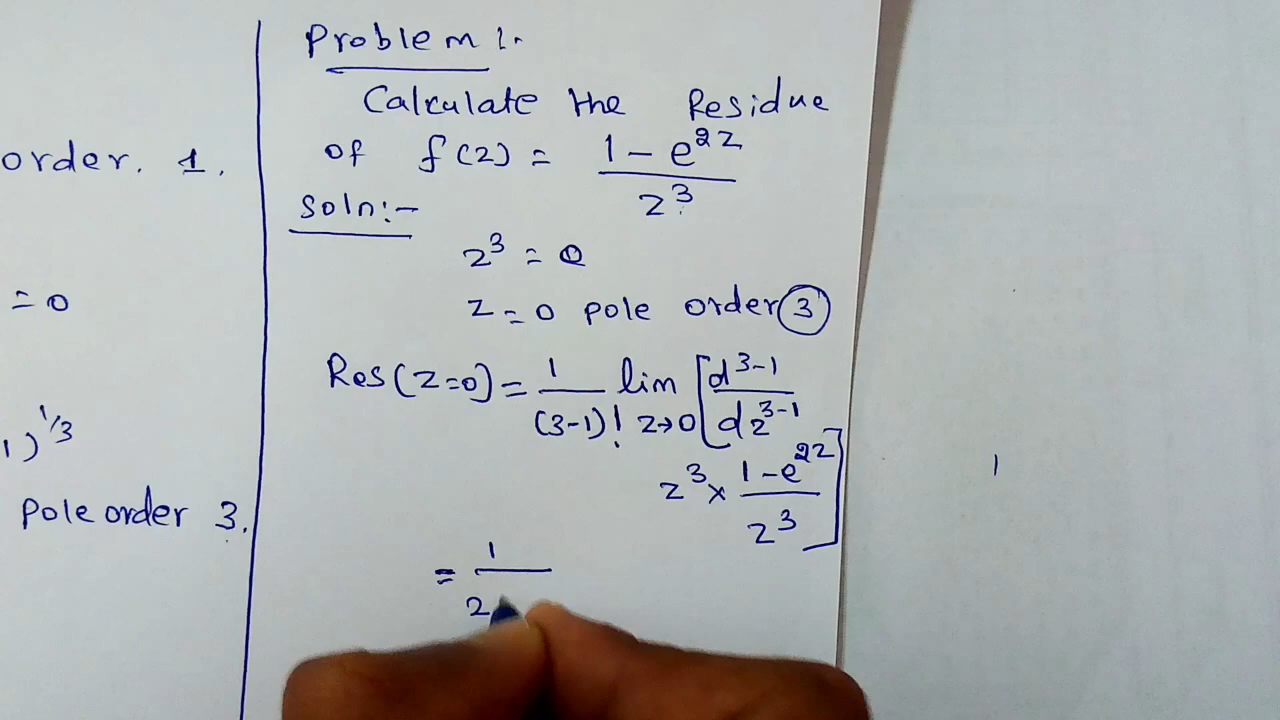 order. 1.
= 0
1)^1/3
Pole order 3.
Problem 1.
Calculate the Residue
of f(z) = 1 - e^2z / z^3
Soln:-
z^3 = 0
z = 0 pole order 3
Res(z=0) = 1/(3-1)! lim z→0 [d^3-1/dz^3-1
z^3 × 1-e^2z / z^3]
= 1/2